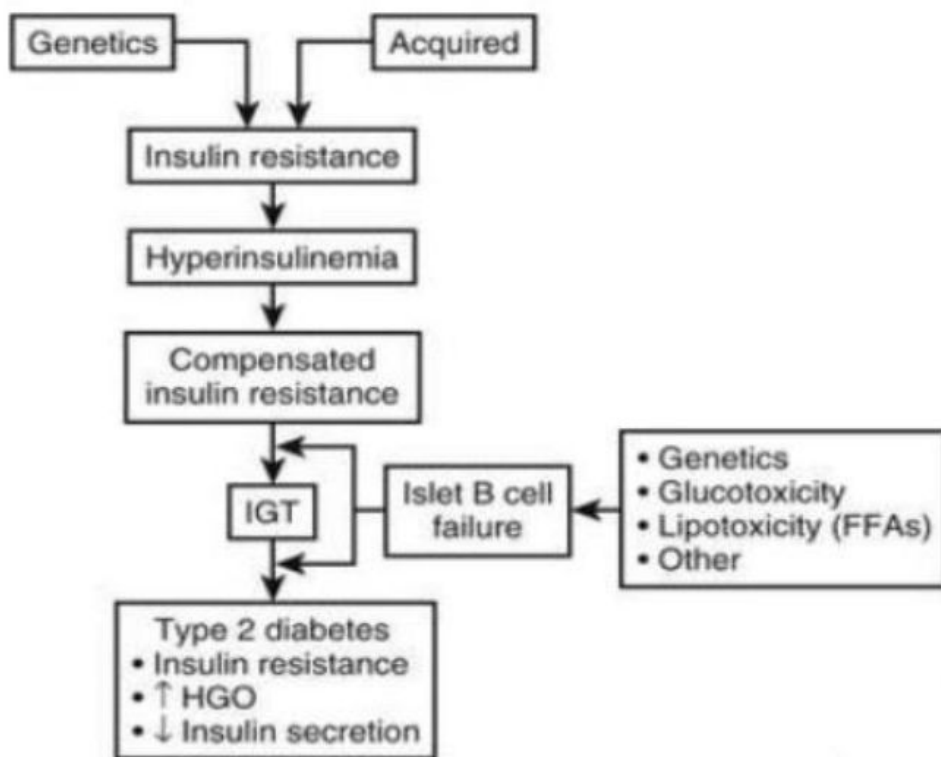 Genetics
Acquired
Insulin resistance
Hyperinsulinemia
Compensated
insulin resistance
IGT
Islet B cell
failure
• Genetics
• Glucotoxicity
• Lipotoxicity (FFAs)
• Other
Type 2 diabetes
• Insulin resistance
• ↑ HGO
• ↓ Insulin secretion